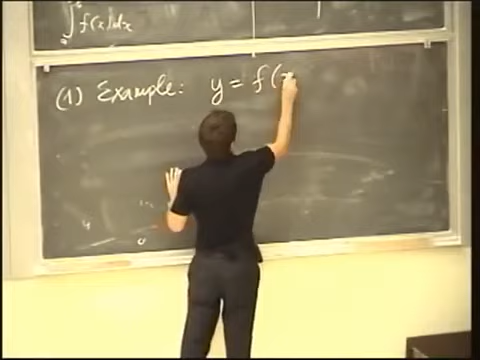 ∫ f(x)dx
(1) Example: y = f(x